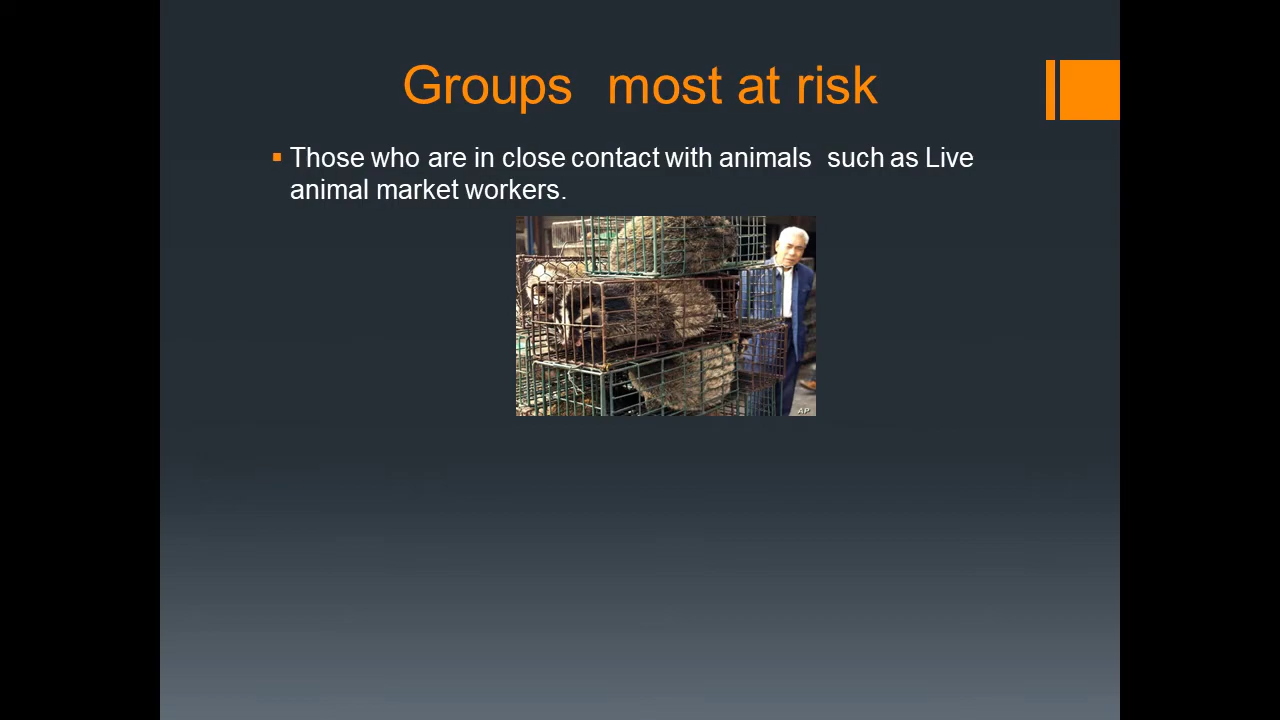 Groups  most at risk
Those who are in close contact with animals  such as Live
animal market workers.
AP